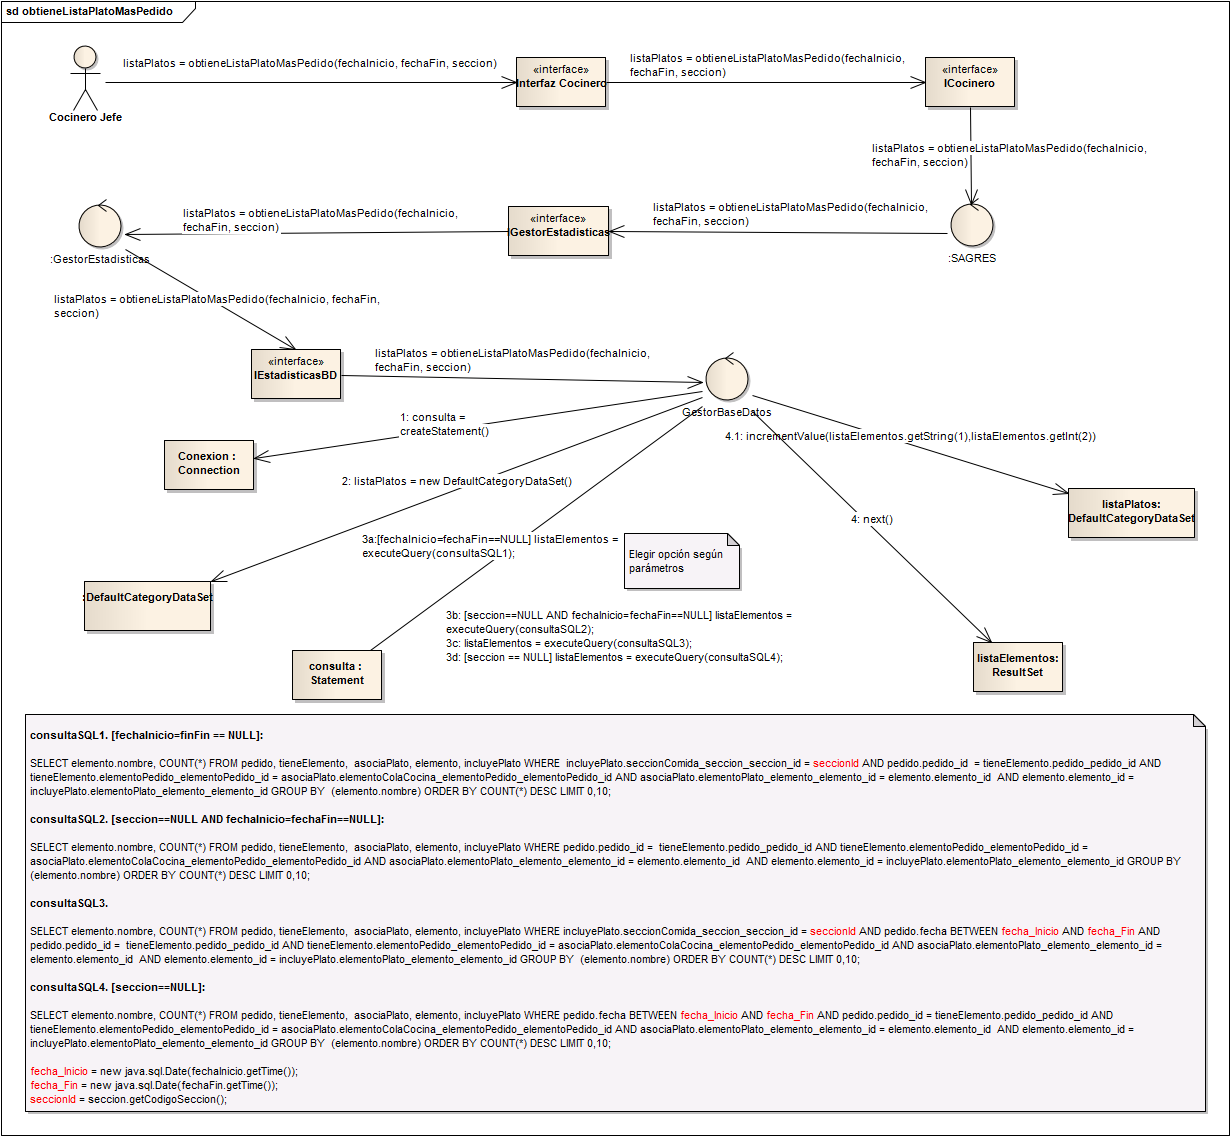 sd obtieneListaPlatoMasPedido
listaPlatos = obtieneListaPlatoMasPedido(fechaInicio, fechaFin, seccion)
Cocinero Jefe
«interface»
Interfaz Cocinero
listaPlatos = obtieneListaPlatoMasPedido(fechaInicio,
fechaFin, seccion)
«interface»
ICocinero
listaPlatos = obtieneListaPlatoMasPedido(fechaInicio,
fechaFin, seccion)
:SAGRES
listaPlatos = obtieneListaPlatoMasPedido(fechaInicio,
fechaFin, seccion)
«interface»
IGestorEstadisticas
listaPlatos = obtieneListaPlatoMasPedido(fechaInicio,
fechaFin, seccion)
:GestorEstadisticas
listaPlatos = obtieneListaPlatoMasPedido(fechaInicio, fechaFin,
seccion)
«interface»
IEstadisticasBD
listaPlatos = obtieneListaPlatoMasPedido(fechaInicio,
fechaFin, seccion)
GestorBaseDatos
1: consulta =
createStatement()
Conexion :
Connection
2: listaPlatos = new DefaultCategoryDataSet()
:DefaultCategoryDataSet
3a:[fechaInicio=fechaFin==NULL] listaElementos =
executeQuery(consultaSQL1);
Elegir opción según
parámetros
3b: [seccion==NULL AND fechaInicio=fechaFin==NULL] listaElementos =
executeQuery(consultaSQL2);
3c: listaElementos = executeQuery(consultaSQL3);
3d: [seccion == NULL] listaElementos = executeQuery(consultaSQL4);
consulta :
Statement
4.1: incrementValue(listaElementos.getString(1),listaElementos.getInt(2))
listaPlatos:
DefaultCategoryDataSet
4: next()
listaElementos:
ResultSet
consultaSQL1. [fechaInicio=finFin == NULL]:
SELECT elemento.nombre, COUNT(*) FROM pedido, tieneElemento,  asociaPlato, elemento, incluyePlato WHERE  incluyePlato.seccionComida_seccion_seccion_id = seccionId AND pedido.pedido_id  = tieneElemento.pedido_pedido_id AND
tieneElemento.elementoPedido_elementoPedido_id = asociaPlato.elementoColaCocina_elementoPedido_elementoPedido_id AND asociaPlato.elementoPlato_elemento_elemento_id = elemento.elemento_id  AND elemento.elemento_id =
incluyePlato.elementoPlato_elemento_elemento_id GROUP BY  (elemento.nombre) ORDER BY COUNT(*) DESC LIMIT 0,10;
consultaSQL2. [seccion==NULL AND fechaInicio=fechaFin==NULL]:
SELECT elemento.nombre, COUNT(*) FROM pedido, tieneElemento,  asociaPlato, elemento, incluyePlato WHERE pedido.pedido_id =  tieneElemento.pedido_pedido_id AND tieneElemento.elementoPedido_elementoPedido_id =
asociaPlato.elementoColaCocina_elementoPedido_elementoPedido_id AND asociaPlato.elementoPlato_elemento_elemento_id = elemento.elemento_id  AND elemento.elemento_id = incluyePlato.elementoPlato_elemento_elemento_id GROUP BY
(elemento.nombre) ORDER BY COUNT(*) DESC LIMIT 0,10;
consultaSQL3.
SELECT elemento.nombre, COUNT(*) FROM pedido, tieneElemento,  asociaPlato, elemento, incluyePlato WHERE incluyePlato.seccionComida_seccion_seccion_id = seccionId AND pedido.fecha BETWEEN fecha_Inicio AND fecha_Fin AND
pedido.pedido_id =  tieneElemento.pedido_pedido_id AND tieneElemento.elementoPedido_elementoPedido_id = asociaPlato.elementoColaCocina_elementoPedido_elementoPedido_id AND asociaPlato.elementoPlato_elemento_elemento_id =
elemento.elemento_id  AND elemento.elemento_id = incluyePlato.elementoPlato_elemento_elemento_id GROUP BY  (elemento.nombre) ORDER BY COUNT(*) DESC LIMIT 0,10;
consultaSQL4. [seccion==NULL]:
SELECT elemento.nombre, COUNT(*) FROM pedido, tieneElemento,  asociaPlato, elemento, incluyePlato WHERE pedido.fecha BETWEEN fecha_Inicio AND fecha_Fin AND pedido.pedido_id = tieneElemento.pedido_pedido_id AND
tieneElemento.elementoPedido_elementoPedido_id = asociaPlato.elementoColaCocina_elementoPedido_elementoPedido_id AND asociaPlato.elementoPlato_elemento_elemento_id = elemento.elemento_id  AND elemento.elemento_id =
incluyePlato.elementoPlato_elemento_elemento_id GROUP BY  (elemento.nombre) ORDER BY COUNT(*) DESC LIMIT 0,10;
fecha_Inicio = new java.sql.Date(fechaInicio.getTime());
fecha_Fin = new java.sql.Date(fechaFin.getTime());
seccionId = seccion.getCodigoSeccion();